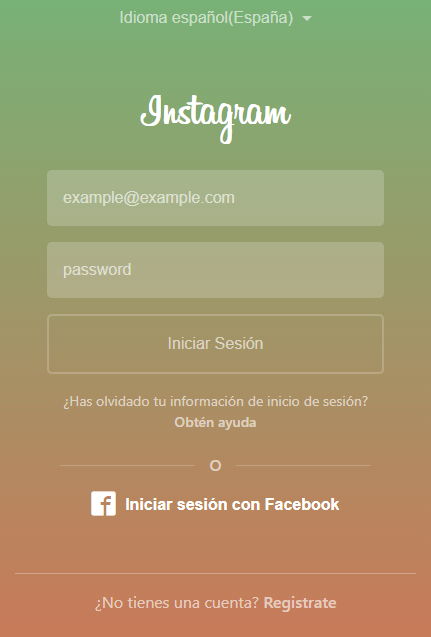 Idioma español(España)
Instagram
example@example.com
password
Iniciar Sesión
¿Has olvidado tu información de inicio de sesión?
Obtén ayuda
O
Iniciar sesión con Facebook
¿No tienes una cuenta? Registrate